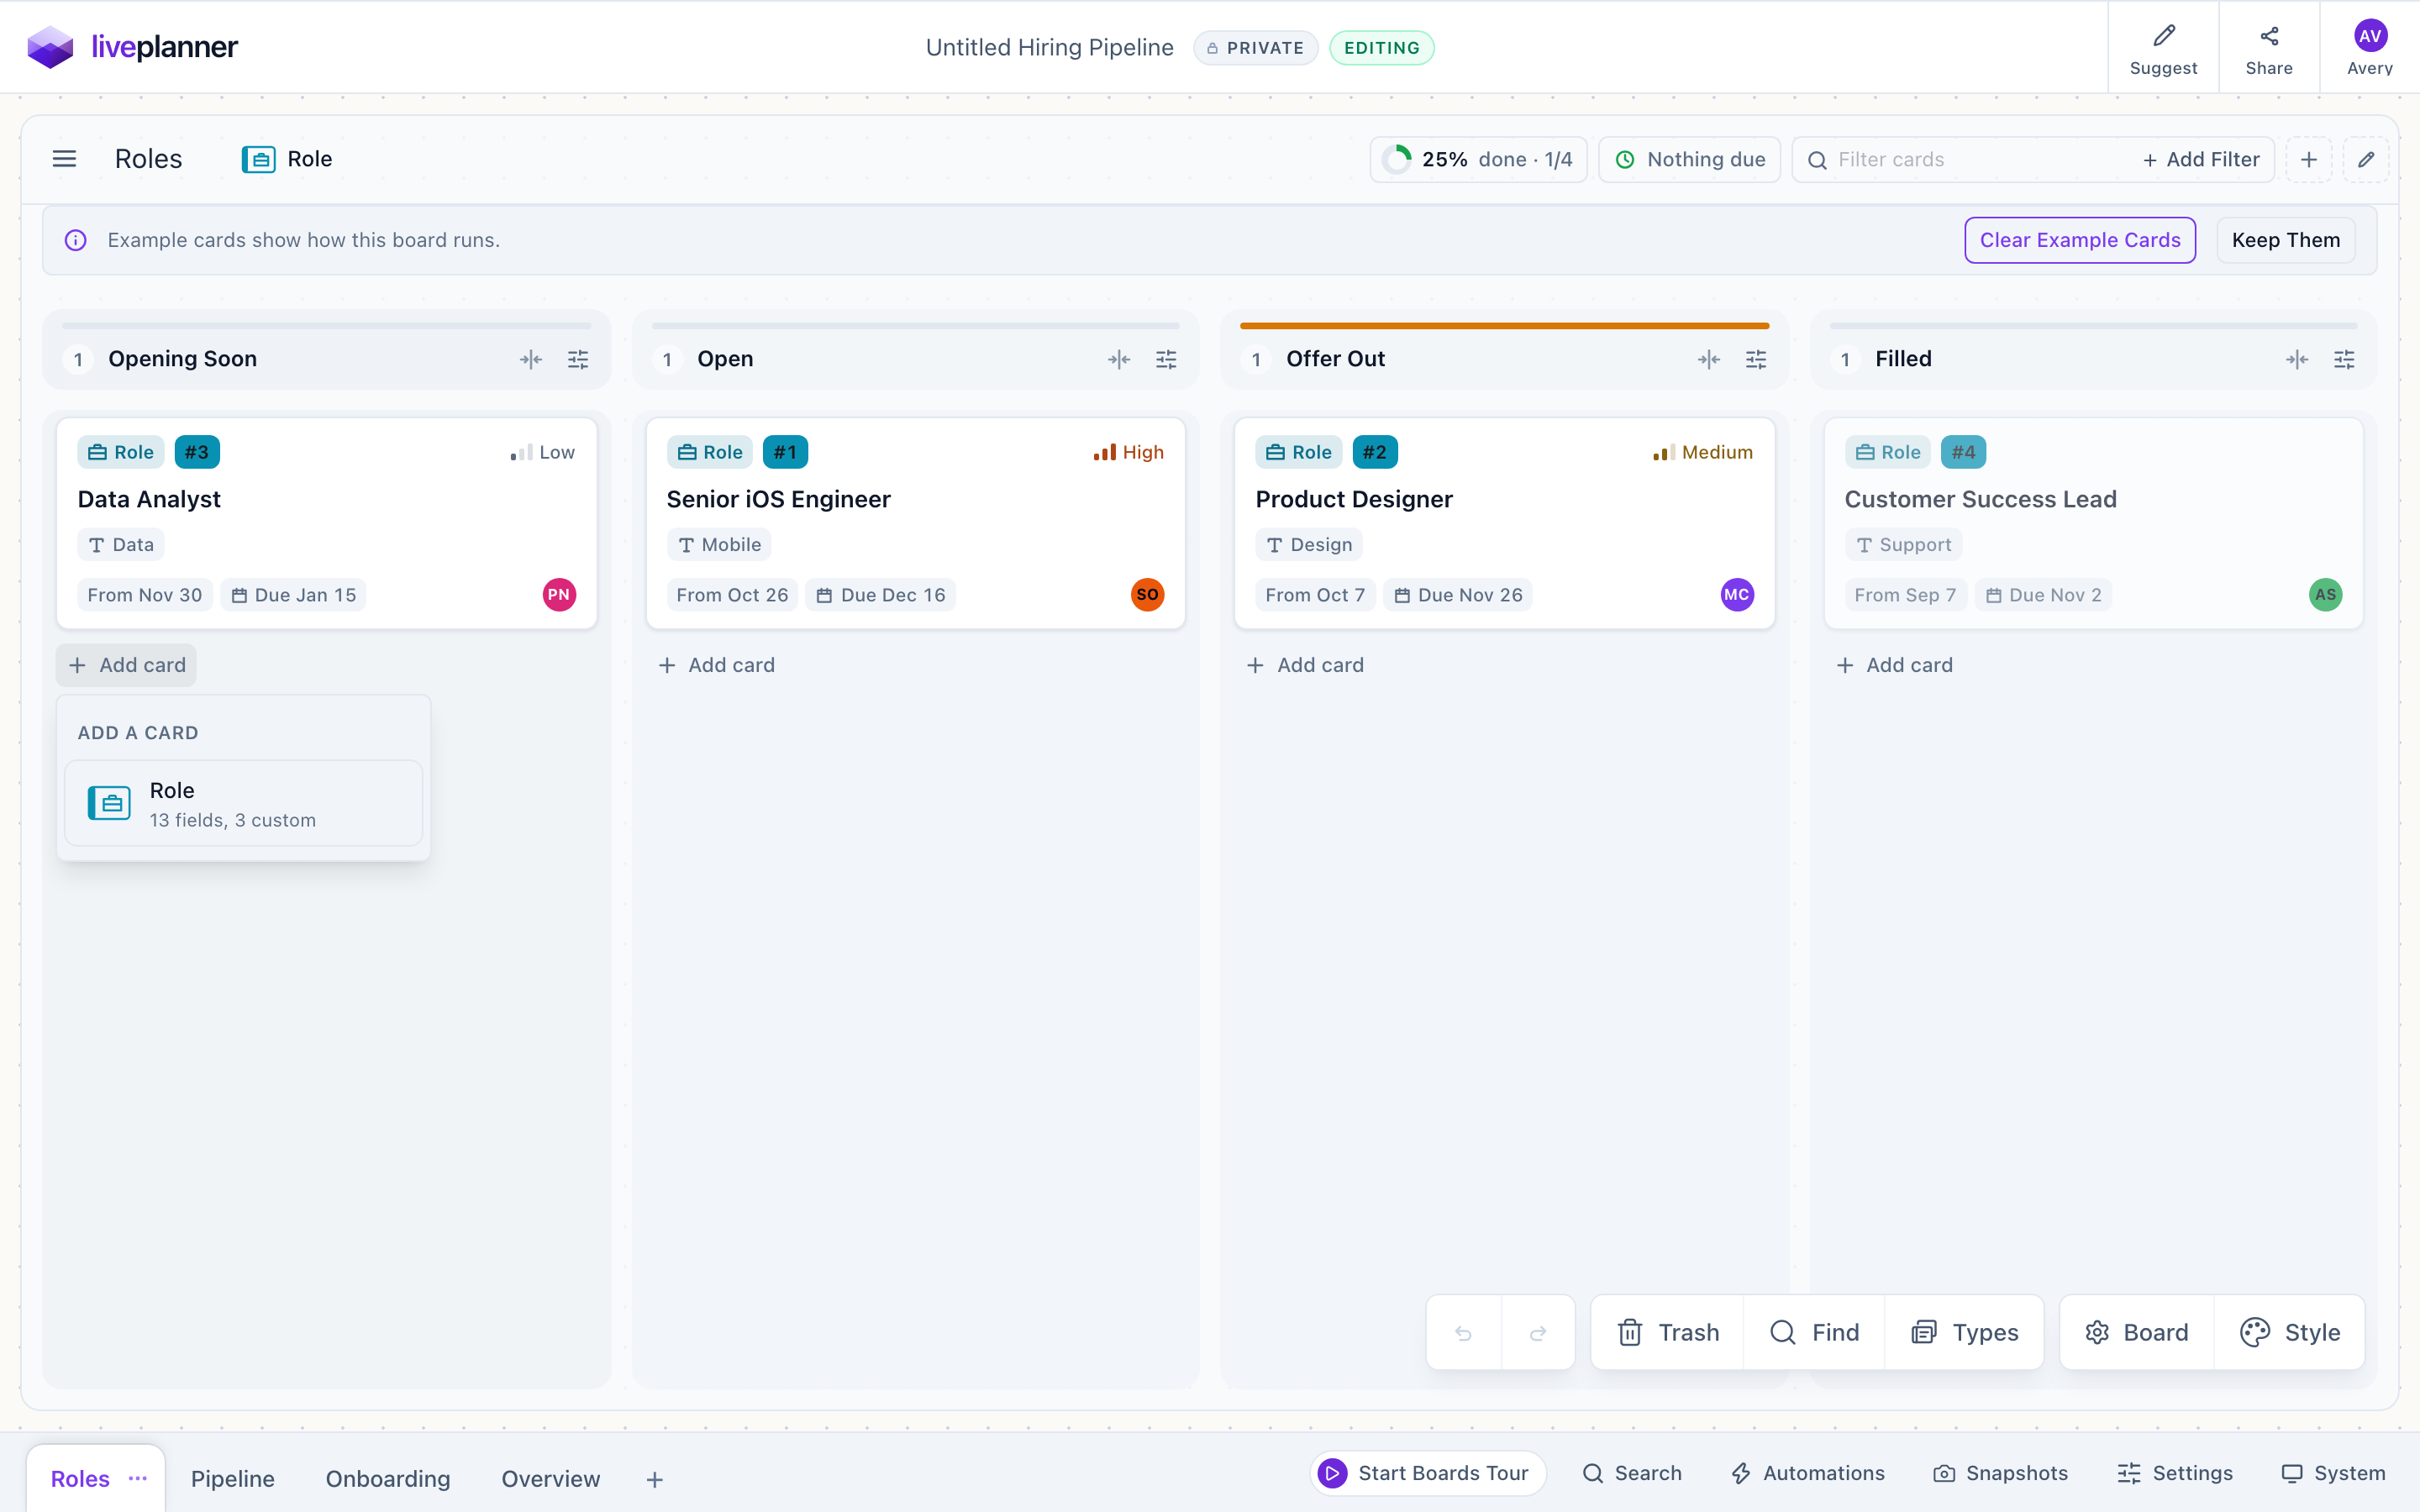 liveplanner
Untitled Hiring Pipeline
PRIVATE
EDITING
Suggest
Share
AV
Avery
Roles
Role
25% done · 1/4
Nothing due
Filter cards
+ Add Filter
Example cards show how this board runs.
Clear Example Cards
Keep Them
1 Opening Soon
1 Open
1 Offer Out
1 Filled
Role #3 Low
Data Analyst
Data
From Nov 30 Due Jan 15 PN
+ Add card
ADD A CARD
Role
13 fields, 3 custom
Role #1 High
Senior iOS Engineer
Mobile
From Oct 26 Due Dec 16 SO
+ Add card
Role #2 Medium
Product Designer
Design
From Oct 7 Due Nov 26 MC
+ Add card
Role #4
Customer Success Lead
Support
From Sep 7 Due Nov 2 AS
+ Add card
Trash
Find
Types
Board
Style
Roles
Pipeline
Onboarding
Overview
Start Boards Tour
Search
Automations
Snapshots
Settings
System